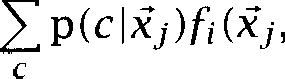 ∑_c p(c|x⃗_j) f_i(x⃗_j,